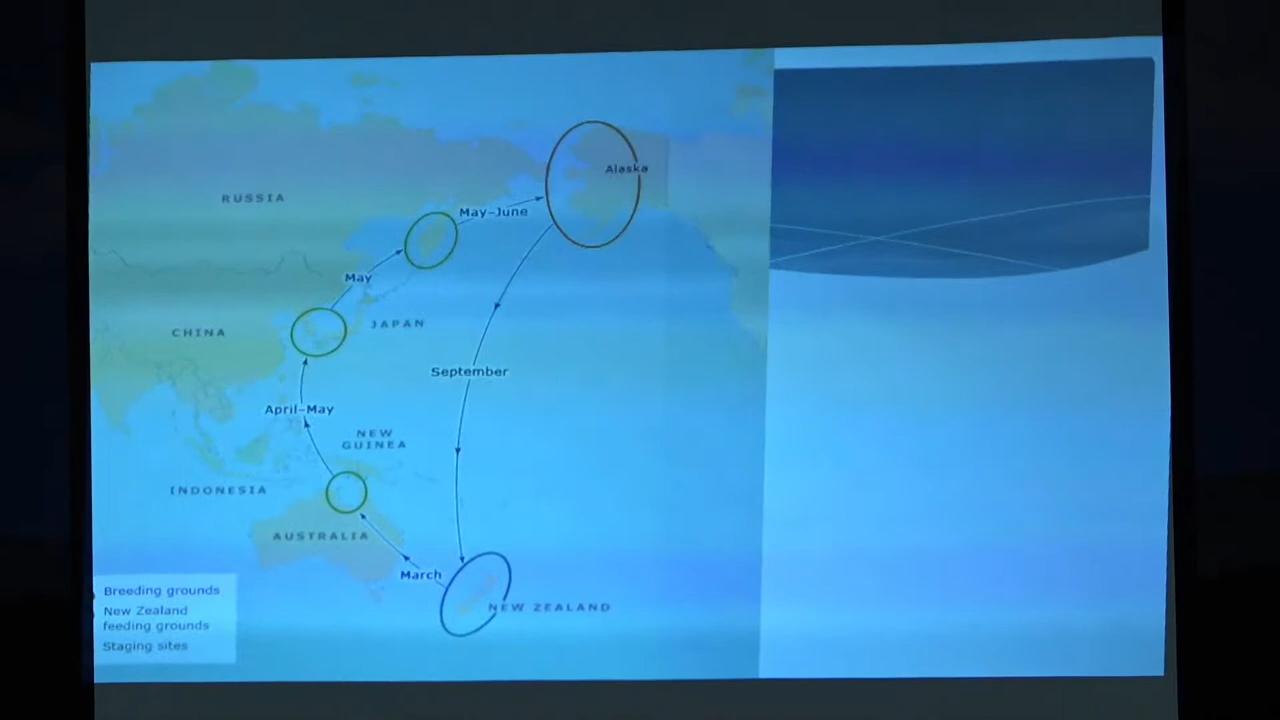 Alaska
RUSSIA
May–June
May
CHINA
JAPAN
September
April–May
NEW
GUINEA
INDONESIA
AUSTRALIA
March
NEW ZEALAND
Breeding grounds
New Zealand
feeding grounds
Staging sites